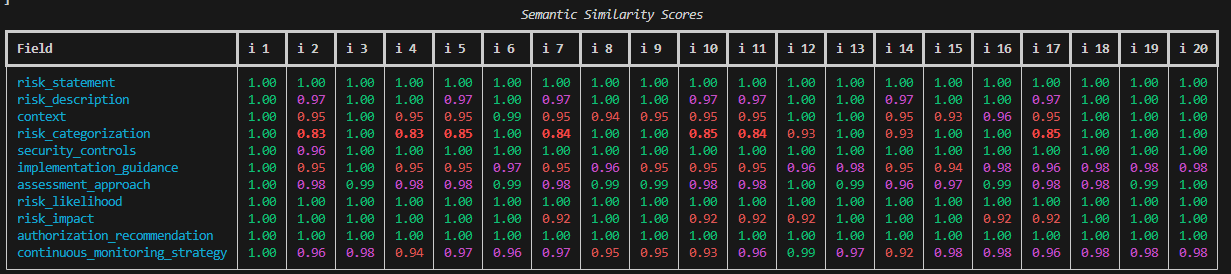 ]
Semantic Similarity Scores
Field i 1 i 2 i 3 i 4 i 5 i 6 i 7 i 8 i 9 i 10 i 11 i 12 i 13 i 14 i 15 i 16 i 17 i 18 i 19 i 20
risk_statement 1.00 1.00 1.00 1.00 1.00 1.00 1.00 1.00 1.00 1.00 1.00 1.00 1.00 1.00 1.00 1.00 1.00 1.00 1.00 1.00
risk_description 1.00 0.97 1.00 1.00 0.97 1.00 0.97 1.00 1.00 0.97 0.97 1.00 1.00 0.97 1.00 1.00 0.97 1.00 1.00 1.00
context 1.00 0.95 1.00 0.95 0.95 0.99 0.95 0.94 0.95 0.95 0.95 1.00 1.00 0.95 0.93 0.96 0.95 1.00 1.00 1.00
risk_categorization 1.00 0.83 1.00 0.83 0.85 1.00 0.84 1.00 1.00 0.85 0.84 0.93 1.00 0.93 1.00 1.00 0.85 1.00 1.00 1.00
security_controls 1.00 0.96 1.00 1.00 1.00 1.00 1.00 1.00 1.00 1.00 1.00 1.00 1.00 1.00 1.00 1.00 1.00 1.00 1.00 1.00
implementation_guidance 1.00 0.95 1.00 0.95 0.95 0.97 0.95 0.96 0.95 0.95 0.95 0.96 0.98 0.95 0.94 0.98 0.96 0.98 0.98 0.98
assessment_approach 1.00 0.98 0.99 0.98 0.98 0.99 0.98 0.99 0.99 0.98 0.98 1.00 0.99 0.96 0.97 0.99 0.98 0.98 0.99 1.00
risk_likelihood 1.00 1.00 1.00 1.00 1.00 1.00 1.00 1.00 1.00 1.00 1.00 1.00 1.00 1.00 1.00 1.00 1.00 1.00 1.00 1.00
risk_impact 1.00 1.00 1.00 1.00 1.00 1.00 0.92 1.00 1.00 0.92 0.92 0.92 1.00 1.00 1.00 0.92 0.92 1.00 1.00 1.00
authorization_recommendation 1.00 1.00 1.00 1.00 1.00 1.00 1.00 1.00 1.00 1.00 1.00 1.00 1.00 1.00 1.00 1.00 1.00 1.00 1.00 1.00
continuous_monitoring_strategy 1.00 0.96 0.98 0.94 0.97 0.96 0.97 0.95 0.95 0.93 0.96 0.99 0.97 0.92 0.98 0.98 0.96 0.98 0.98 0.98